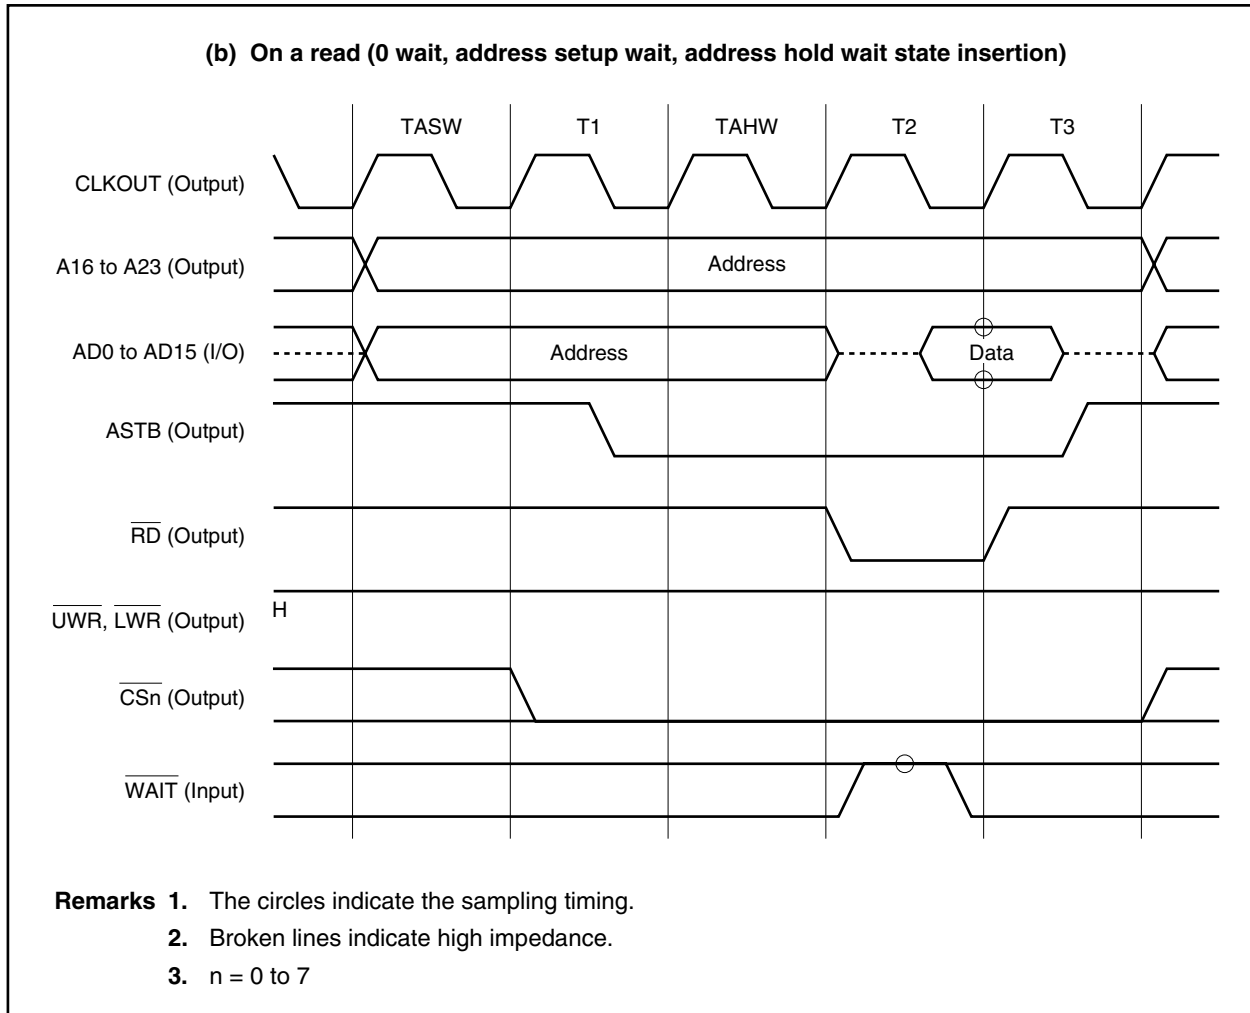 (b) On a read (0 wait, address setup wait, address hold wait state insertion)
TASW T1 TAHW T2 T3
CLKOUT (Output)
A16 to A23 (Output) Address
AD0 to AD15 (I/O) Address Data
ASTB (Output)
RD (Output)
H
UWR, LWR (Output)
CSn (Output)
WAIT (Input)
Remarks 1. The circles indicate the sampling timing.
2. Broken lines indicate high impedance.
3. n = 0 to 7